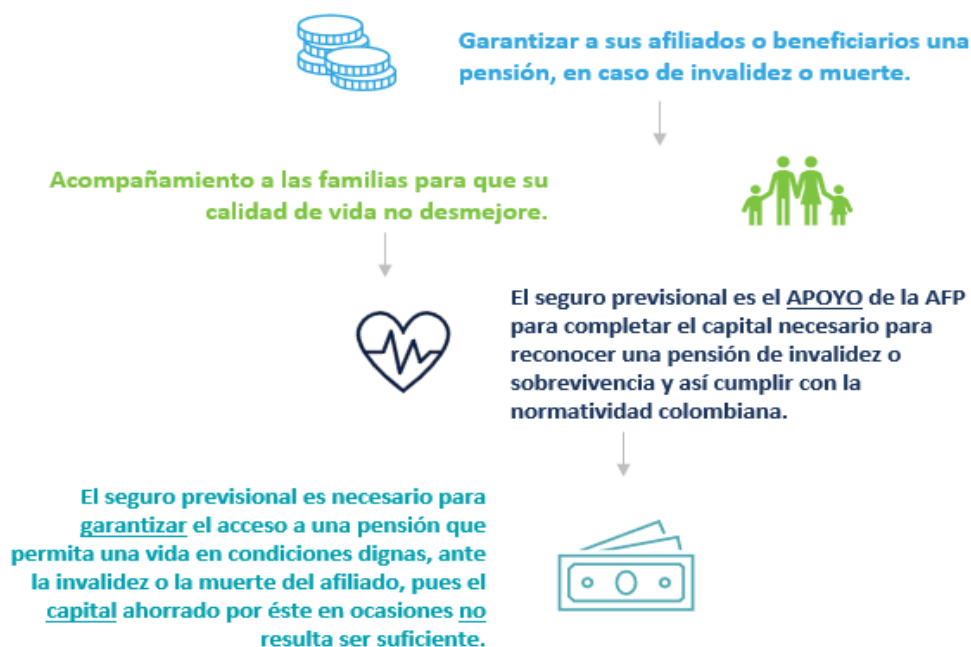 Garantizar a sus afiliados o beneficiarios una
pensión, en caso de invalidez o muerte.
Acompañamiento a las familias para que su
calidad de vida no desmejore.
El seguro previsional es el APOYO de la AFP
para completar el capital necesario para
reconocer una pensión de invalidez o
sobrevivencia y así cumplir con la
normatividad colombiana.
El seguro previsional es necesario para
garantizar el acceso a una pensión que
permita una vida en condiciones dignas, ante
la invalidez o la muerte del afiliado, pues el
capital ahorrado por éste en ocasiones no
resulta ser suficiente.